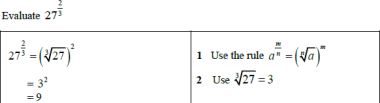 Evaluate 27^(2/3)
27^(2/3) = (∛27)^2
= 3^2
= 9
1 Use the rule a^(m/n) = (ⁿ√a)^m
2 Use ∛27 = 3